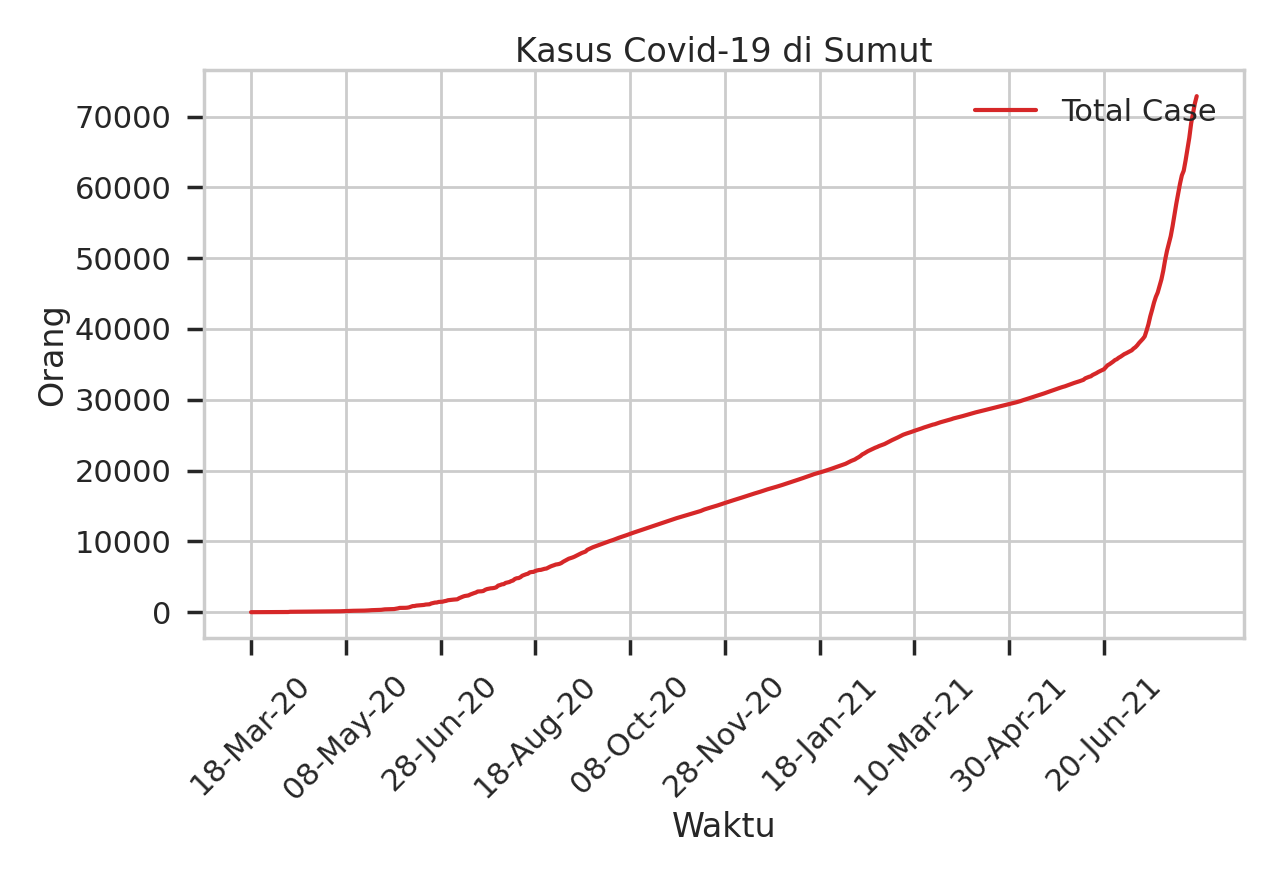 Kasus Covid-19 di Sumut
Total Case
70000
60000
50000
40000
30000
20000
10000
0
Orang
18-Mar-20
08-May-20
28-Jun-20
18-Aug-20
08-Oct-20
28-Nov-20
18-Jan-21
10-Mar-21
30-Apr-21
20-Jun-21
Waktu